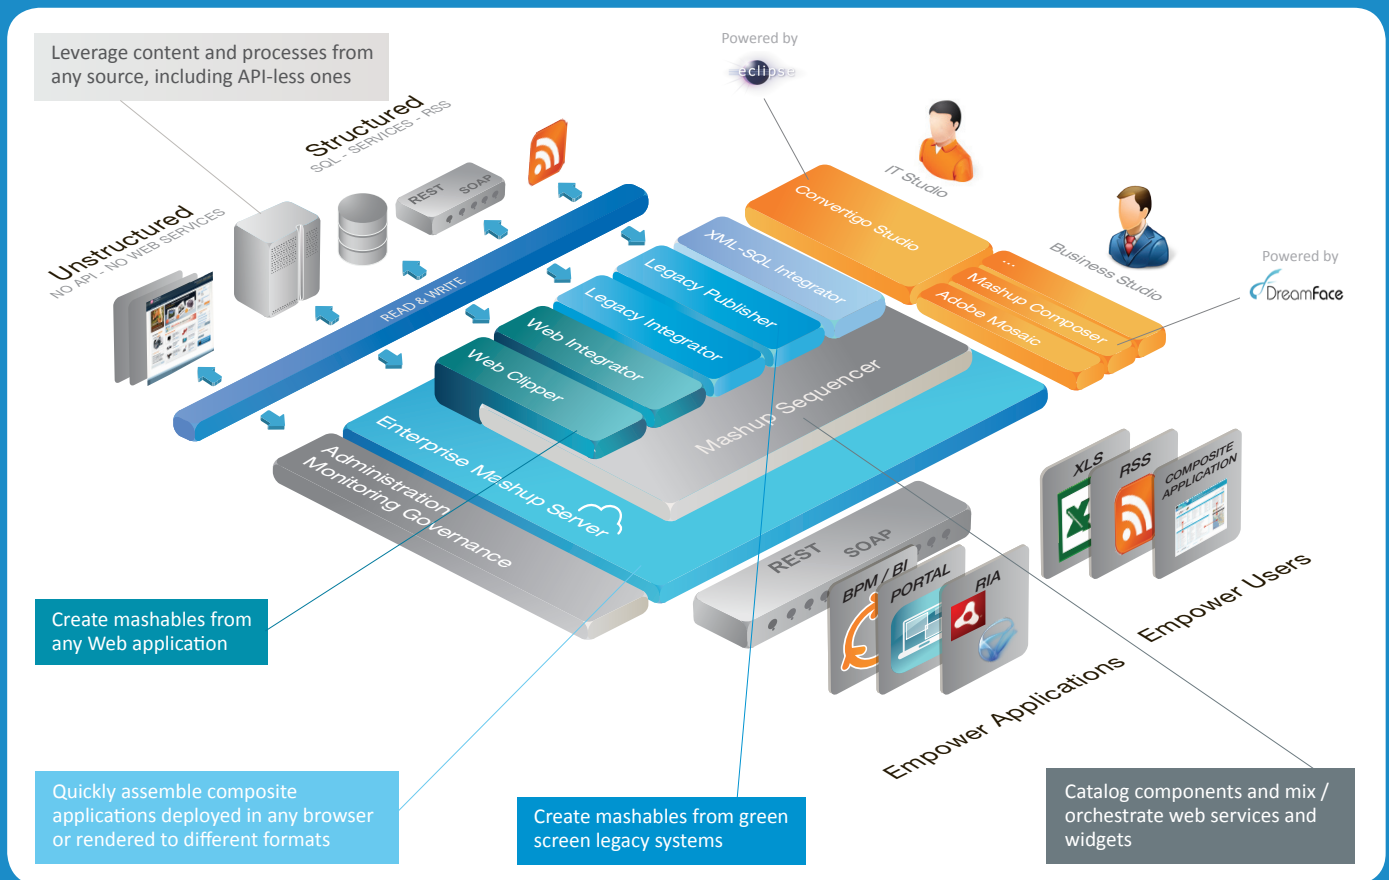 Leverage content and processes from
any source, including API-less ones
Powered by
eclipse
Structured
SQL - SERVICES - RSS
Unstructured
NO API - NO WEB SERVICES
REST
SOAP
READ & WRITE
IT Studio
Business Studio
Powered by
DreamFace
Convertigo Studio
...
Mashup Composer
Adobe Mosaic
XML-SQL Integrator
Legacy Publisher
Legacy Integrator
Web Integrator
Web Clipper
Mashup Sequencer
Enterprise Mashup Server
Administration
Monitoring Governance
REST
SOAP
BPM / BI
PORTAL
RIA
XLS
RSS
COMPOSITE
APPLICATION
Empower Applications
Empower Users
Create mashables from
any Web application
Quickly assemble composite
applications deployed in any browser
or rendered to different formats
Create mashables from green
screen legacy systems
Catalog components and mix /
orchestrate web services and
widgets